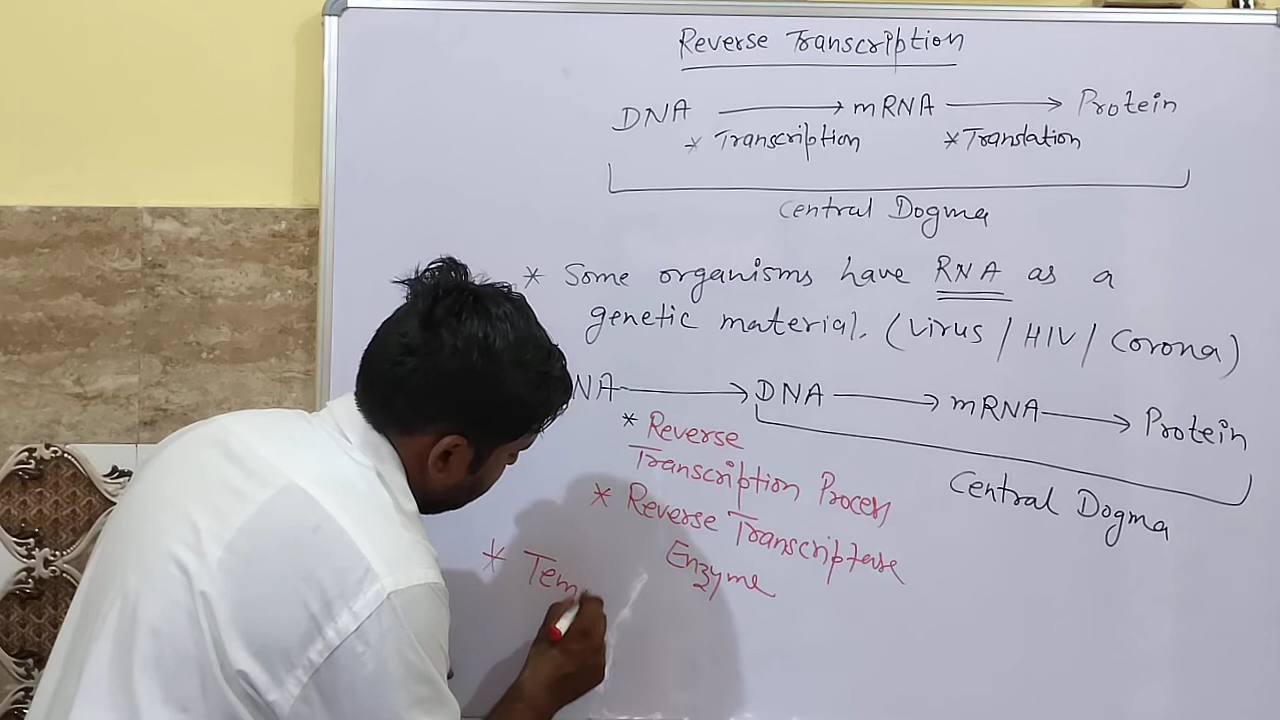 Reverse Transcription
DNA → mRNA → Protein
* Transcription * Translation
Central Dogma
* Some organisms have RNA as a
genetic material. (Virus / HIV / Corona)
NA → DNA → mRNA → Protein
* Reverse
Transcription Process
Central Dogma
* Reverse Transcriptase
Enzyme
* Tem